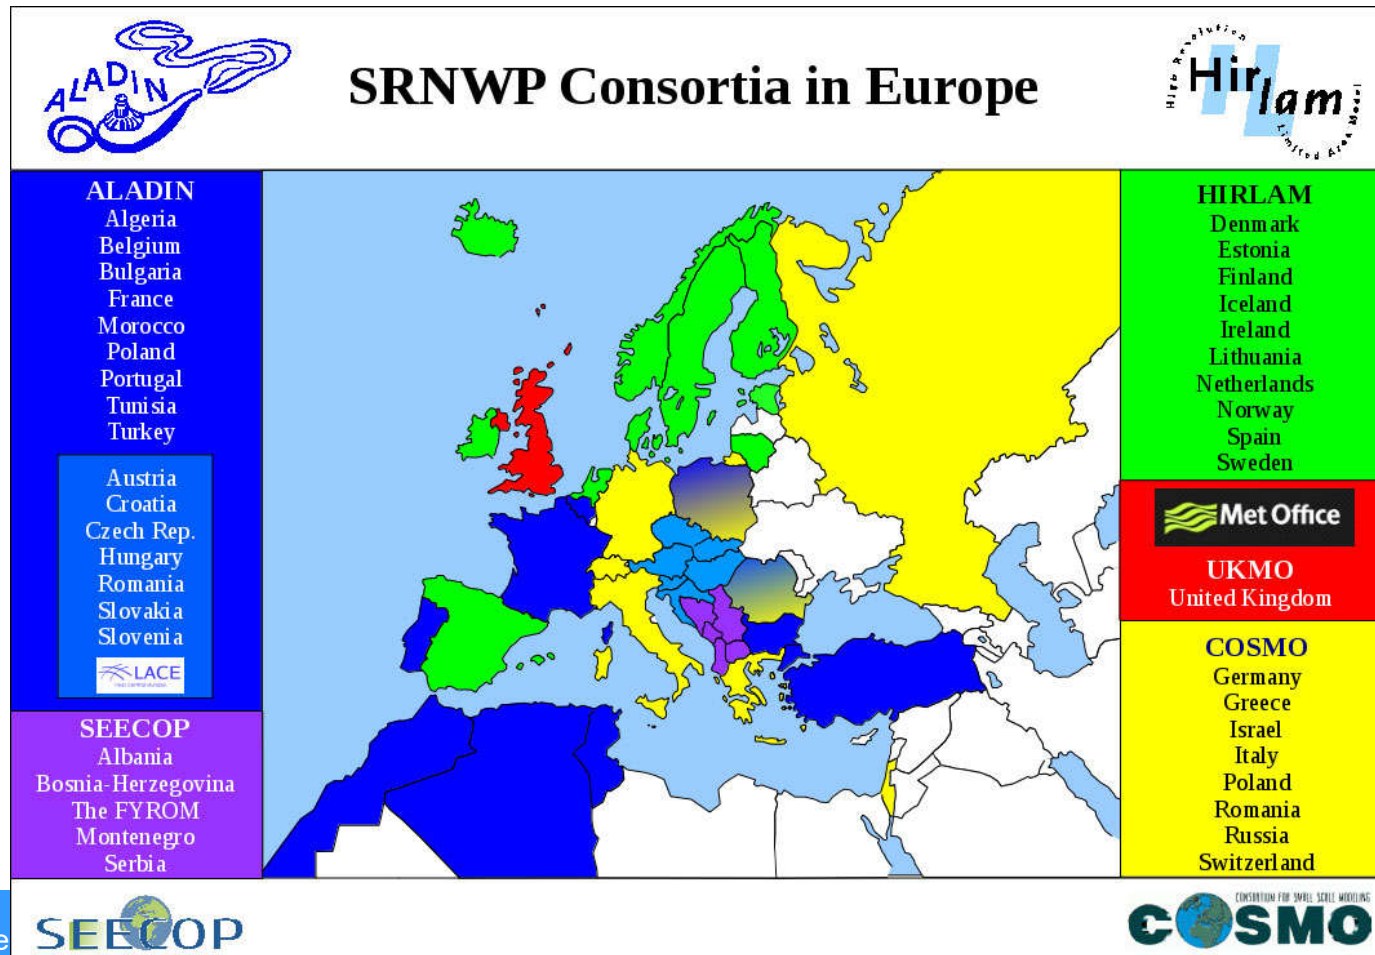 ALADIN
SRNWP Consortia in Europe
High Resolution
Hirlam
Limited Area Model
ALADIN
Algeria
Belgium
Bulgaria
France
Morocco
Poland
Portugal
Tunisia
Turkey
Austria
Croatia
Czech Rep.
Hungary
Romania
Slovakia
Slovenia
LACE
SEECOP
Albania
Bosnia-Herzegovina
The FYROM
Montenegro
Serbia
HIRLAM
Denmark
Estonia
Finland
Iceland
Ireland
Lithuania
Netherlands
Norway
Spain
Sweden
Met Office
UKMO
United Kingdom
COSMO
Germany
Greece
Israel
Italy
Poland
Romania
Russia
Switzerland
e
SEECOP
CONSORTIUM FOR SMALL SCALE MODELING
COSMO